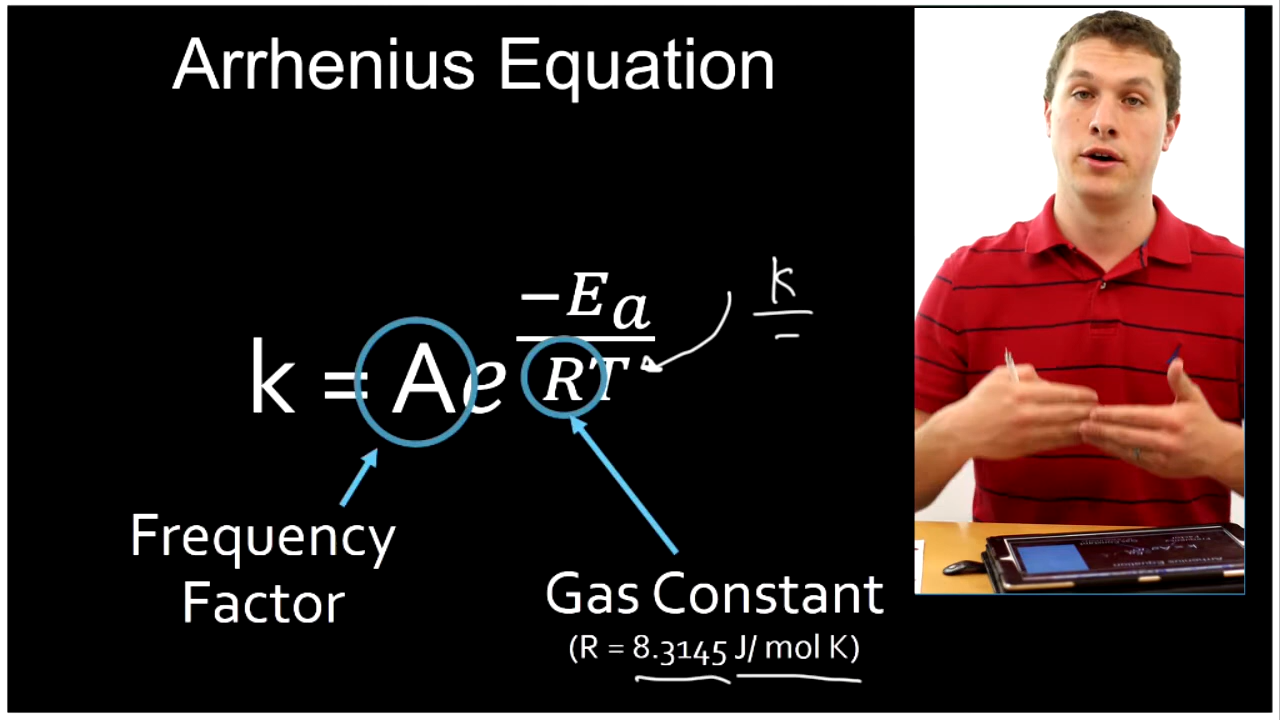 Arrhenius Equation
k = Ae^(-Ea/RT)
k
Frequency
Factor
Gas Constant
(R = 8.3145 J/ mol K)